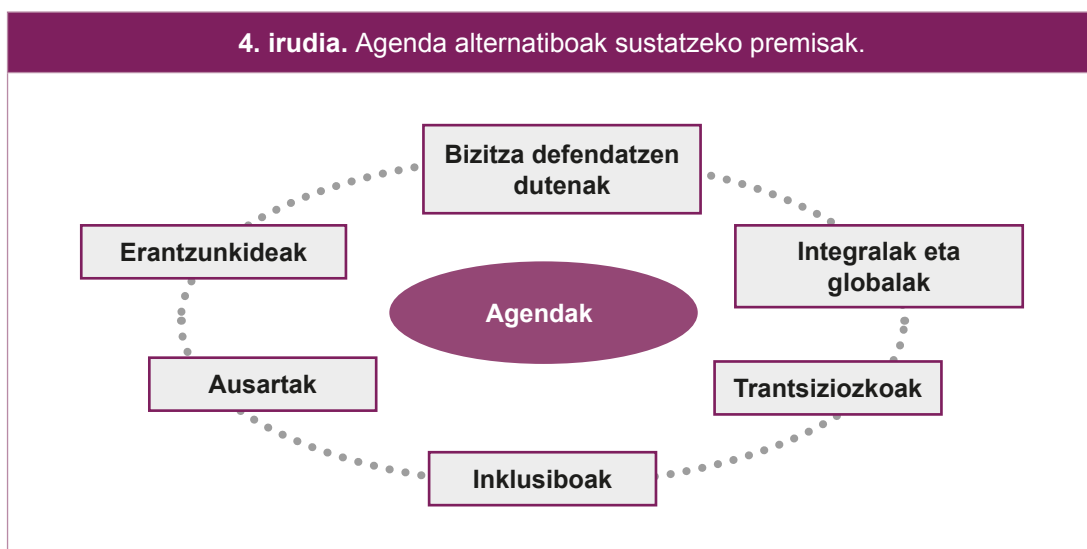 4. irudia. Agenda alternatiboak sustatzeko premisak.
Bizitza defendatzen
dutenak
Erantzunkideak
Integralak eta
globalak
Agendak
Ausartak
Trantsiziozkoak
Inklusiboak